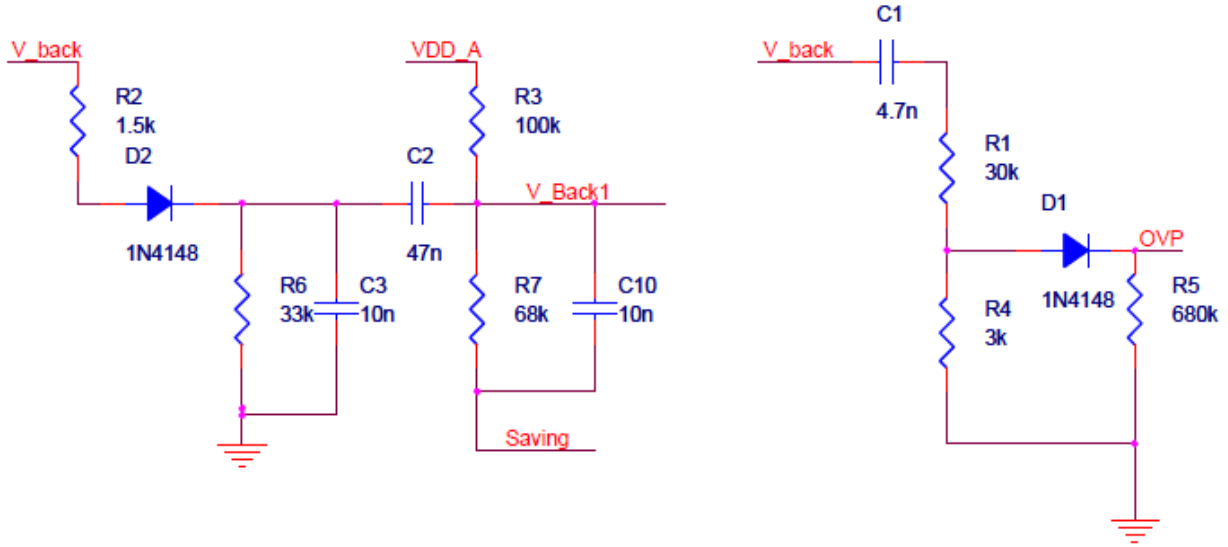 V_back
R2
1.5k
D2
1N4148
R6
33k
C3
10n
C2
47n
VDD_A
R3
100k
V_Back1
R7
68k
C10
10n
Saving
C1
V_back
4.7n
R1
30k
D1
OVP
1N4148
R4
3k
R5
680k